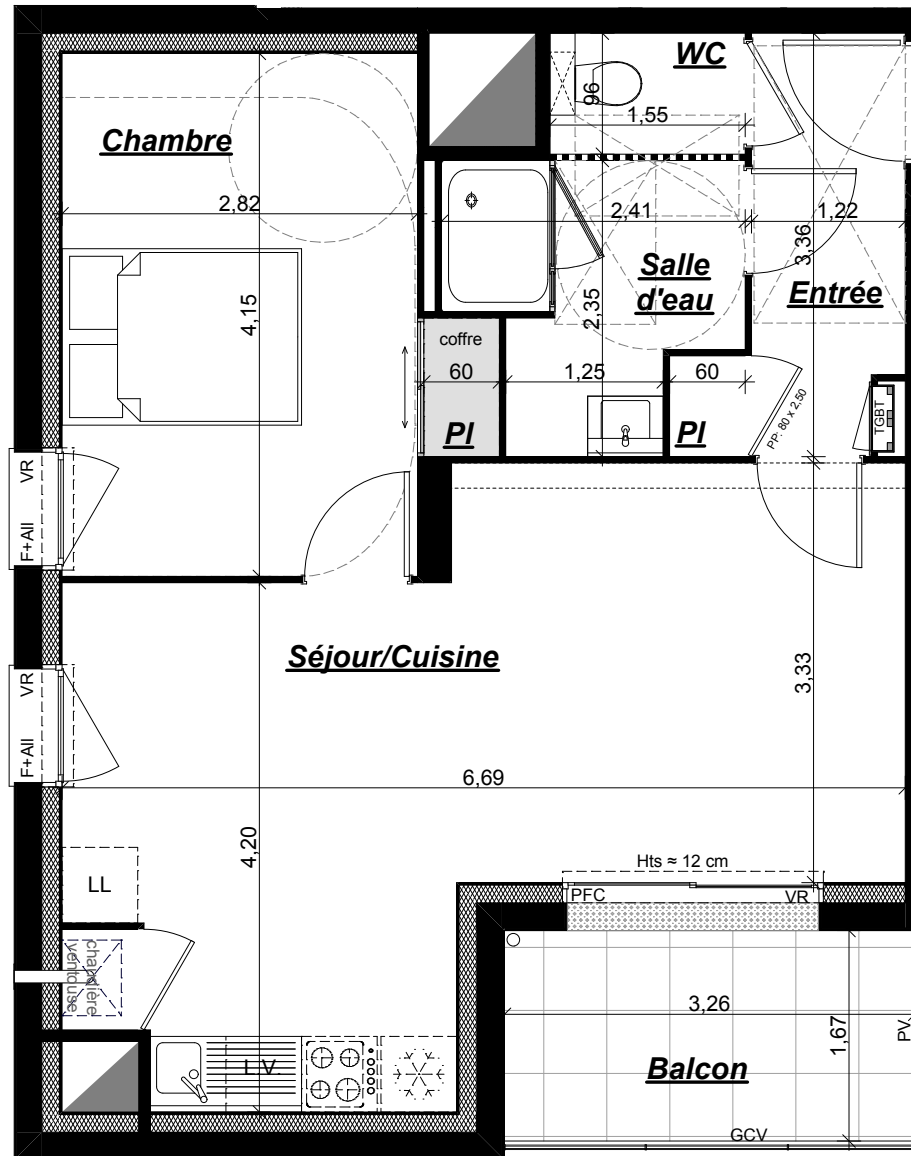 WC
96
1,55
Chambre
2,82
2,41
1,22
3,36
Salle
d'eau
Entrée
4,15
2,35
coffre
60
1,25
60
PI
PI
PP: 80 x 2,50
TGBT
VR
F+All
Séjour/Cuisine
3,33
VR
F+All
6,69
4,20
Hts ≈ 12 cm
LL
PFC
VR
chaudière
ventouse
3,26
1,67
PV
L.V.
Balcon
GCV